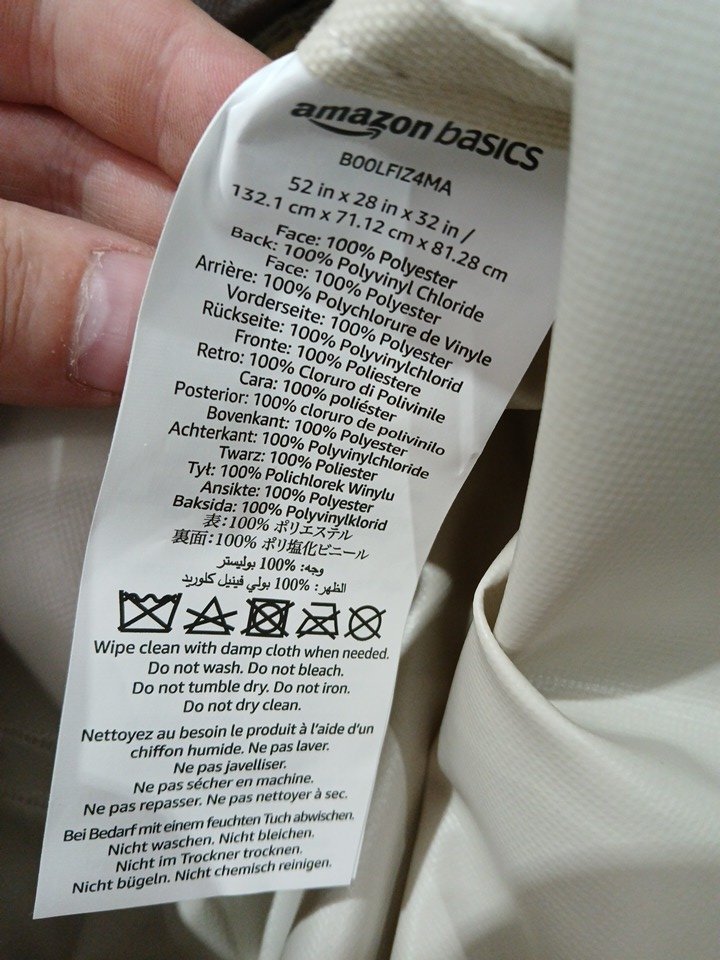 amazon basics
B00LFIZ4MA
52 in x 28 in x 32 in /
132.1 cm x 71.12 cm x 81.28 cm
Face: 100% Polyester
Back: 100% Polyvinyl Chloride
Face: 100% Polyester
Arrière: 100% Polychlorure de Vinyle
Vorderseite: 100% Polyester
Rückseite: 100% Polyvinylchlorid
Fronte: 100% Poliestere
Retro: 100% Cloruro di Polivinile
Cara: 100% poliéster
Posterior: 100% cloruro de polivinilo
Bovenkant: 100% Polyester
Achterkant: 100% Polyvinylchloride
Twarz: 100% Poliester
Tył: 100% Polichlorek Winylu
Ansikte: 100% Polyester
Baksida: 100% Polyvinylklorid
表:100% ポリエステル
裏面:100% ポリ塩化ビニール
وجه: 100% بوليستر
الظهر: 100% بولي فينيل كلوريد
Wipe clean with damp cloth when needed.
Do not wash. Do not bleach.
Do not tumble dry. Do not iron.
Do not dry clean.
Nettoyez au besoin le produit à l'aide d'un
chiffon humide. Ne pas laver.
Ne pas javelliser.
Ne pas sécher en machine.
Ne pas repasser. Ne pas nettoyer à sec.
Bei Bedarf mit einem feuchten Tuch abwischen.
Nicht waschen. Nicht bleichen.
Nicht im Trockner trocknen.
Nicht bügeln. Nicht chemisch reinigen.